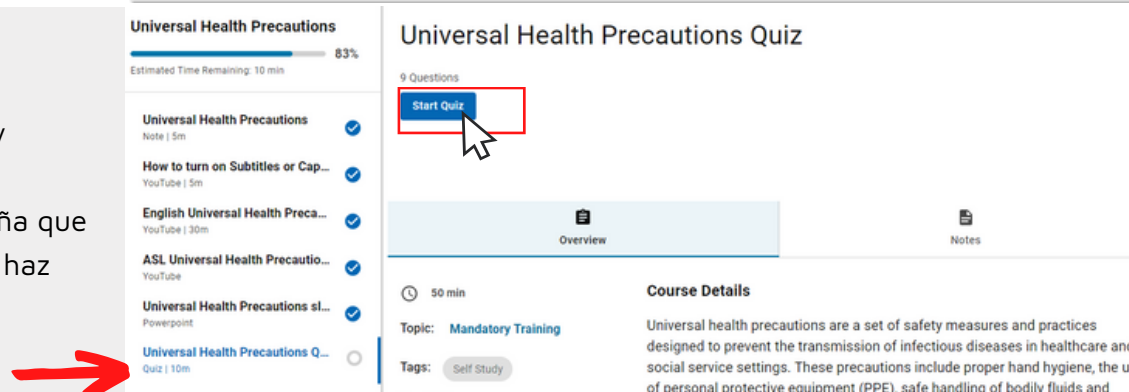 ña que
haz
Universal Health Precautions
83%
Estimated Time Remaining: 10 min
Universal Health Precautions
Note | 5m
How to turn on Subtitles or Cap...
YouTube | 5m
English Universal Health Preca...
YouTube | 30m
ASL Universal Health Precautio...
YouTube
Universal Health Precautions sl...
Powerpoint
Universal Health Precautions Q...
Quiz | 10m
Universal Health Precautions Quiz
9 Questions
Start Quiz
Overview
Notes
50 min
Topic: Mandatory Training
Tags: Self Study
Course Details
Universal health precautions are a set of safety measures and practices
designed to prevent the transmission of infectious diseases in healthcare and
social service settings. These precautions include proper hand hygiene, the u
of personal protective equipment (PPE), safe handling of bodily fluids and